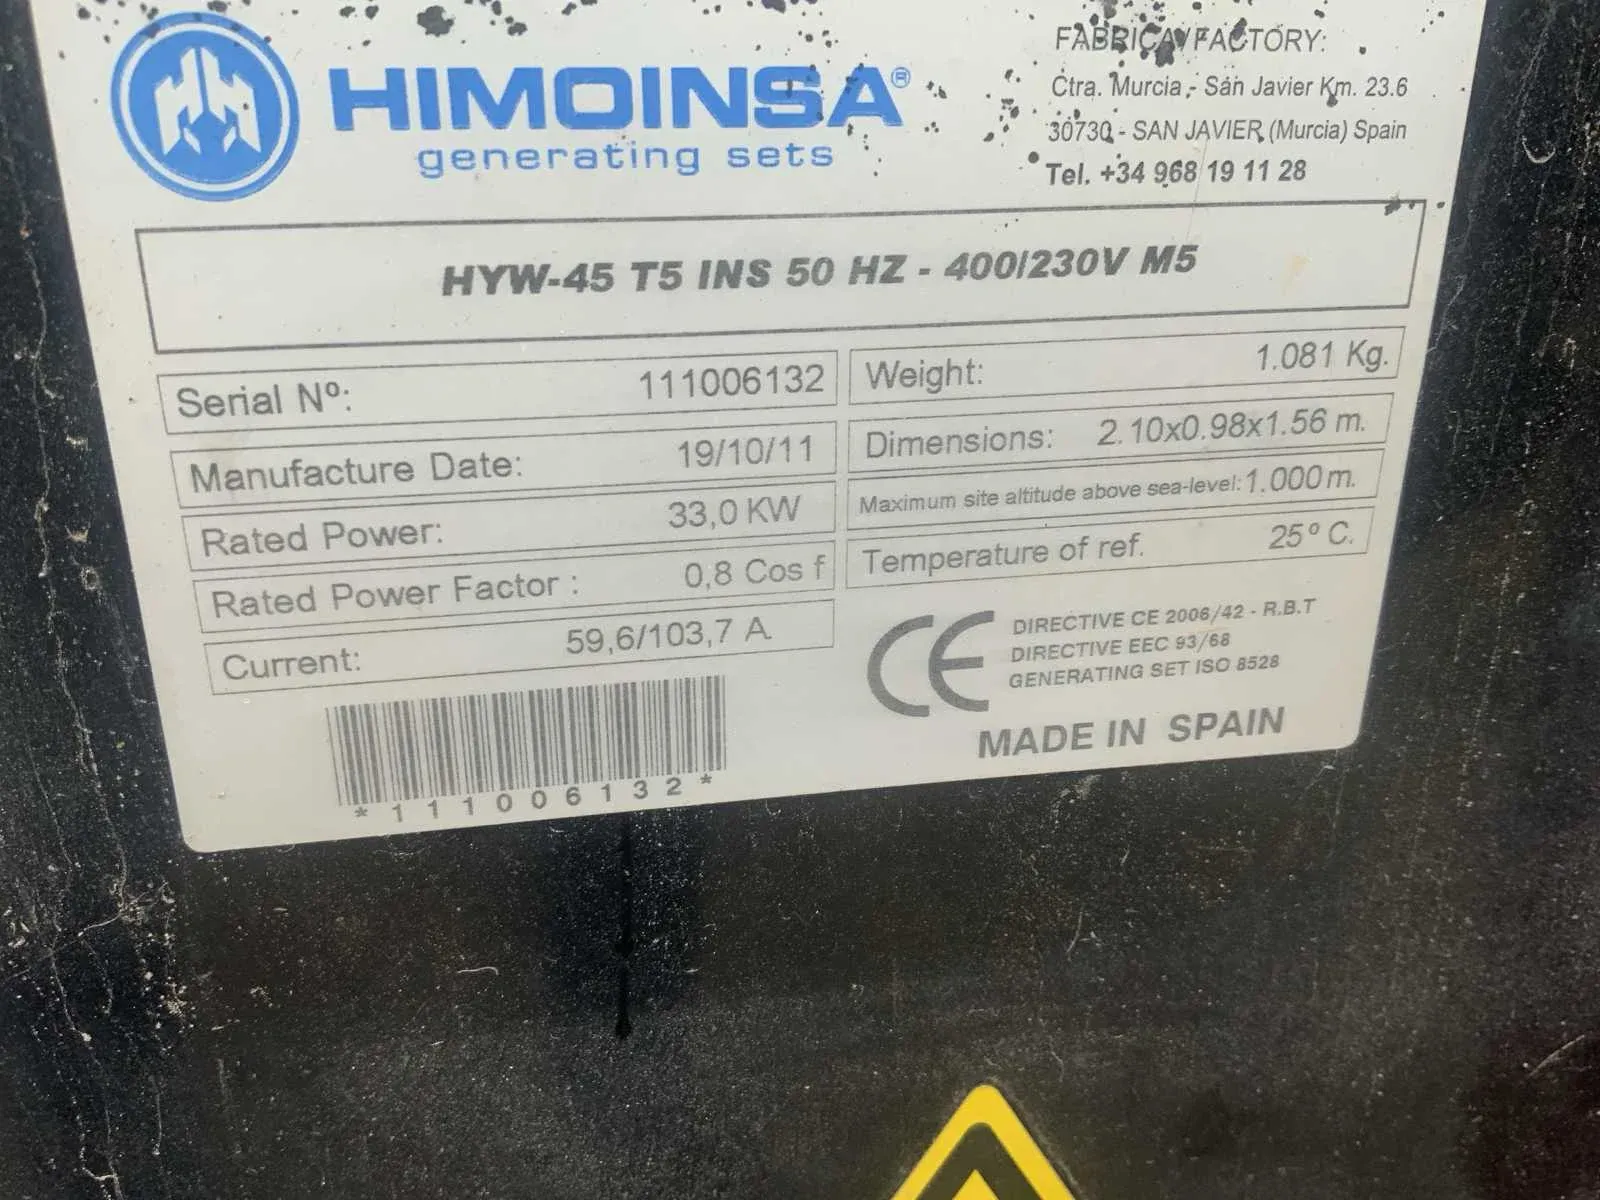 HIMOINSA®
generating sets
FABRICA/FACTORY:
Ctra. Murcia - San Javier Km. 23.6
30730 - SAN JAVIER (Murcia) Spain
Tel. +34 968 19 11 28
HYW-45 T5 INS 50 HZ - 400/230V M5
Serial Nº: 111006132
Manufacture Date: 19/10/11
Rated Power: 33,0 KW
Rated Power Factor : 0,8 Cos f
Current: 59,6/103,7 A
Weight: 1.081 Kg.
Dimensions: 2.10x0.98x1.56 m.
Maximum site altitude above sea-level: 1.000 m.
Temperature of ref. 25º C.
CE
DIRECTIVE CE 2006/42 - R.B.T
DIRECTIVE EEC 93/68
GENERATING SET ISO 8528
MADE IN SPAIN
*111006132*